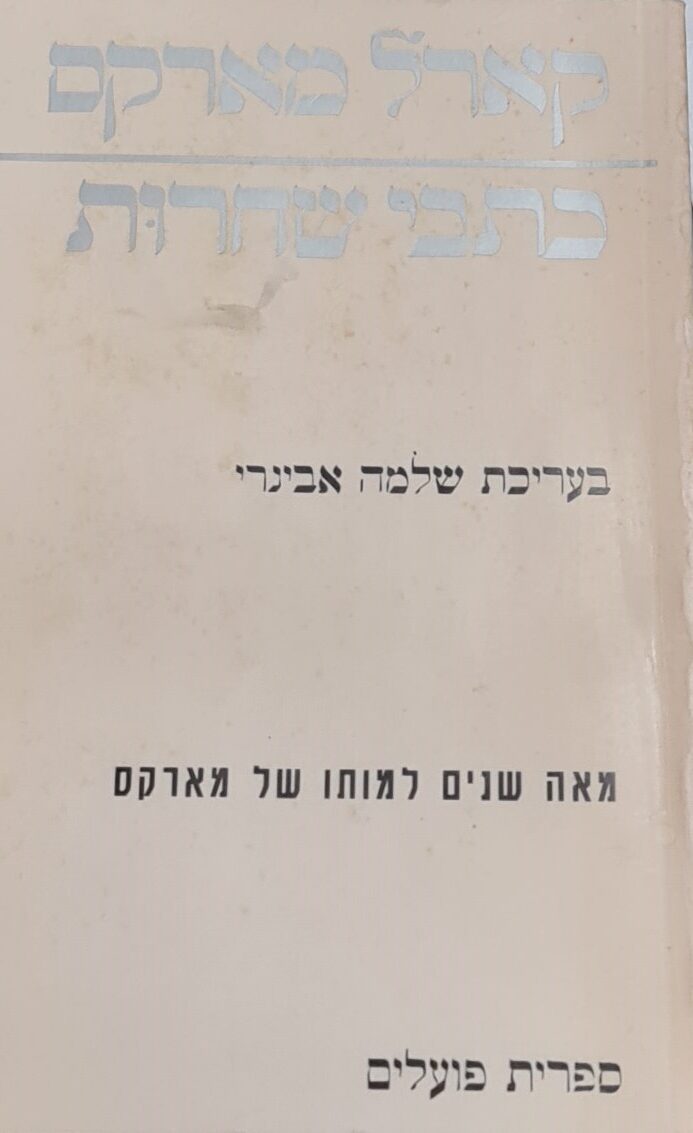 קארל מארקס
כתבי שחרות
בעריכת שלמה אבינרי
מאה שנים למותו של מארקס
ספרית פועלים